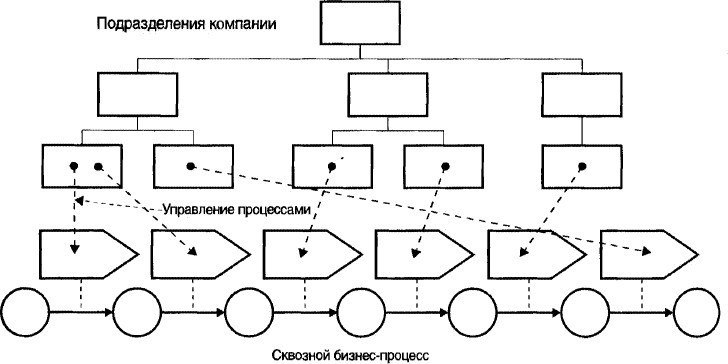 Подразделения компании
Управление процессами
Сквозной бизнес-процесс